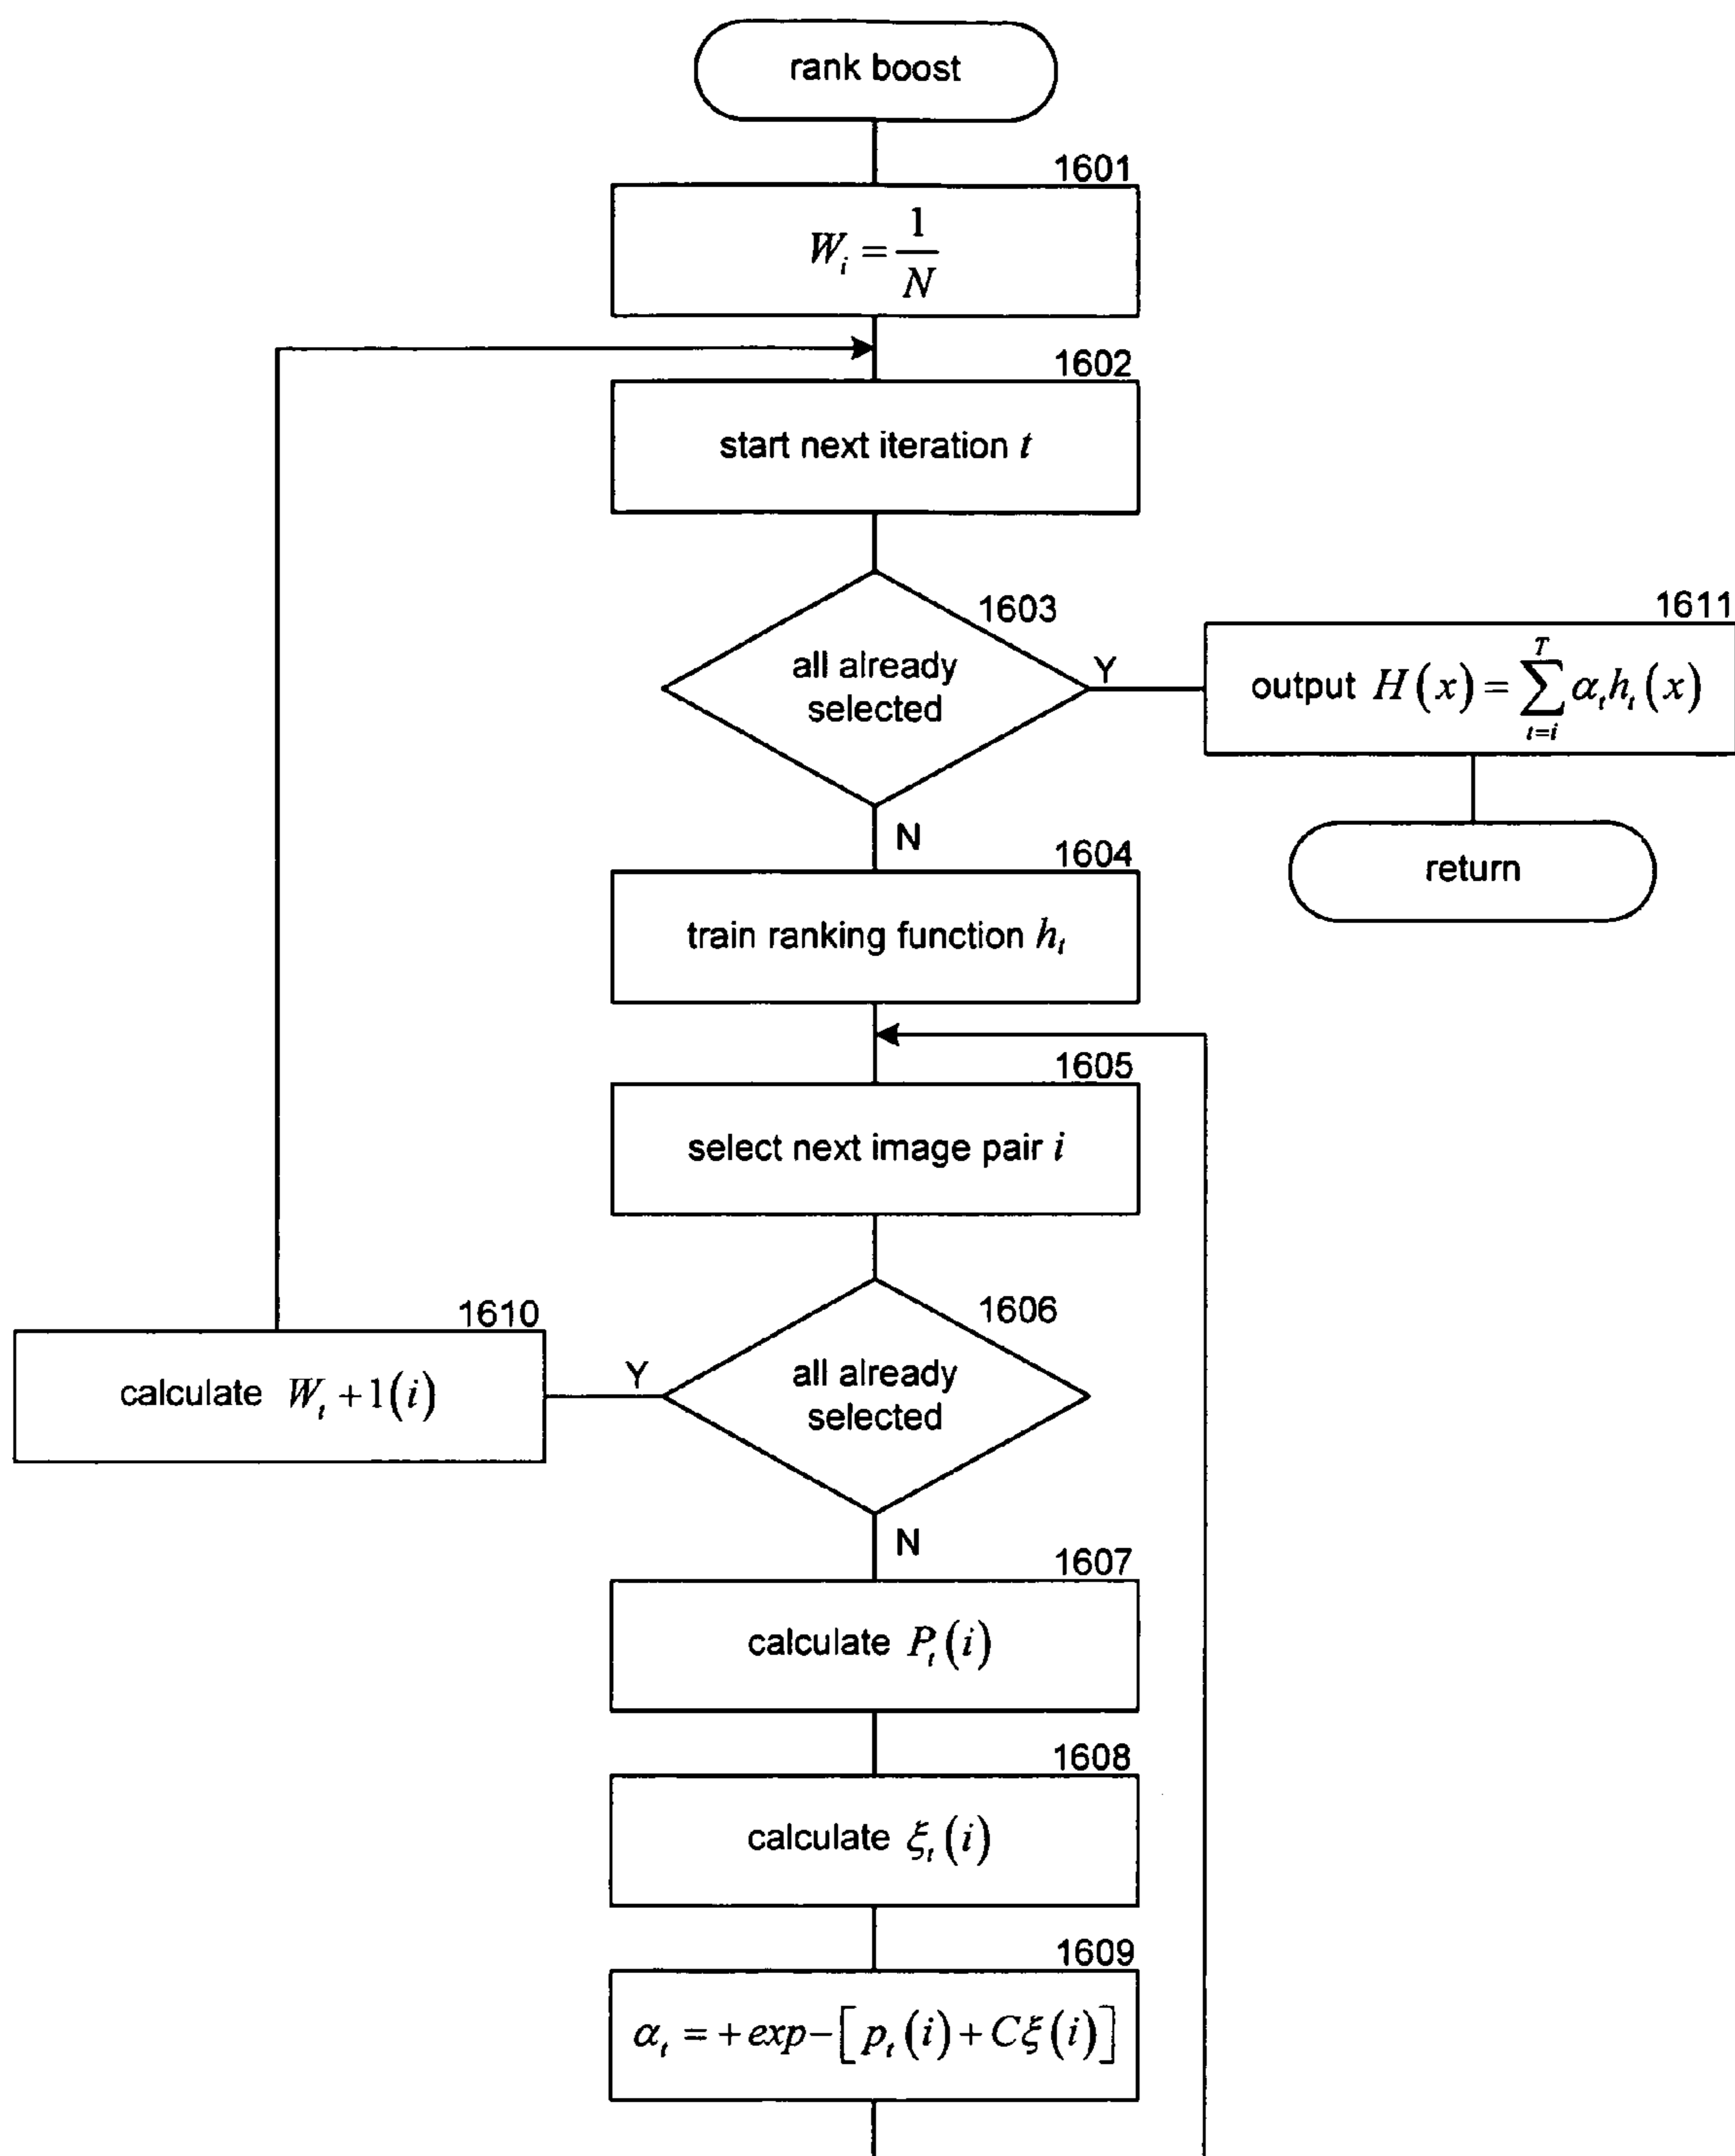 rank boost
1601
W_i = 1/N
1602
start next iteration t
1603
all already
selected
Y
1611
output H(x) = ∑_{t=i}^{T} α_t h_t(x)
return
N
1604
train ranking function h_t
1605
select next image pair i
1606
all already
selected
Y
1610
calculate W_t + 1(i)
N
1607
calculate P_t(i)
1608
calculate ξ_t(i)
1609
α_t = + exp − [p_t(i) + Cξ(i)]